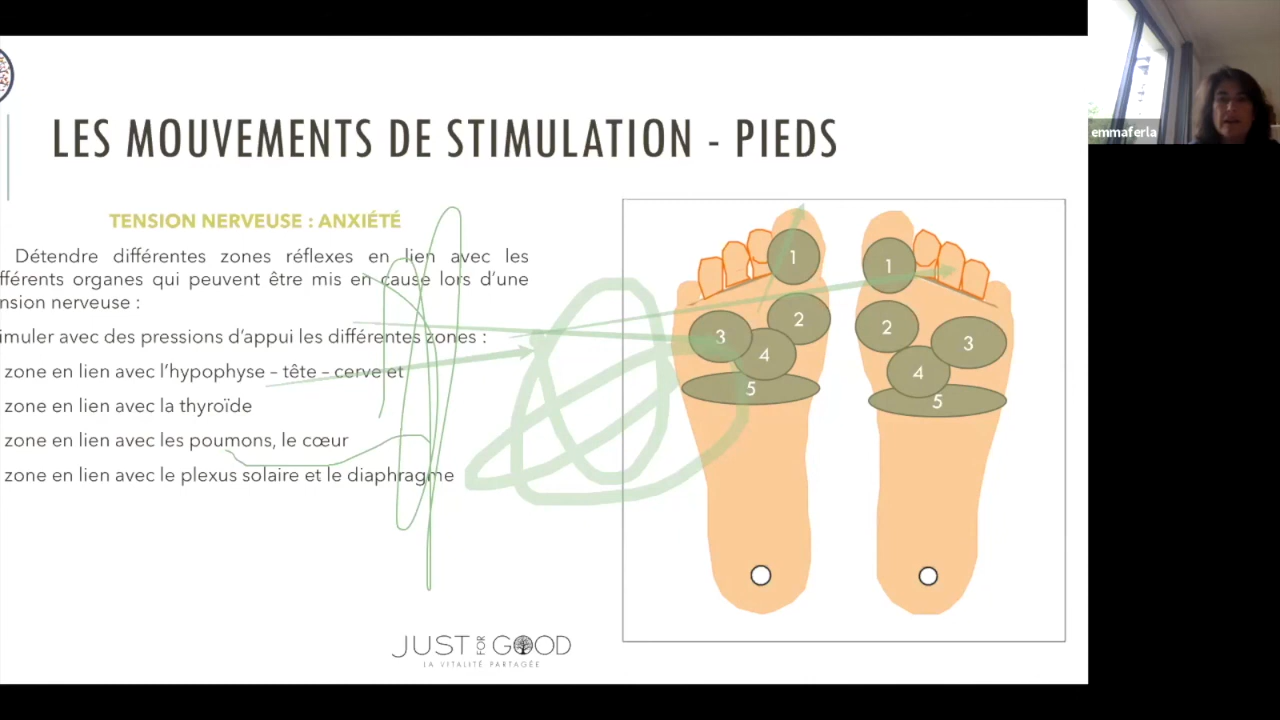 LES MOUVEMENTS DE STIMULATION - PIEDS
TENSION NERVEUSE : ANXIÉTÉ
Détendre différentes zones réflexes en lien avec les
fférents organes qui peuvent être mis en cause lors d'une
nsion nerveuse :
imuler avec des pressions d'appui les différentes zones :
zone en lien avec l'hypophyse – tête – cerve et
zone en lien avec la thyroïde
zone en lien avec les poumons, le cœur
zone en lien avec le plexus solaire et le diaphragme
1
2
3
4
5
1
2
3
4
5
JUST FOR GOOD
LA VITALITÉ PARTAGÉE
emmaferla